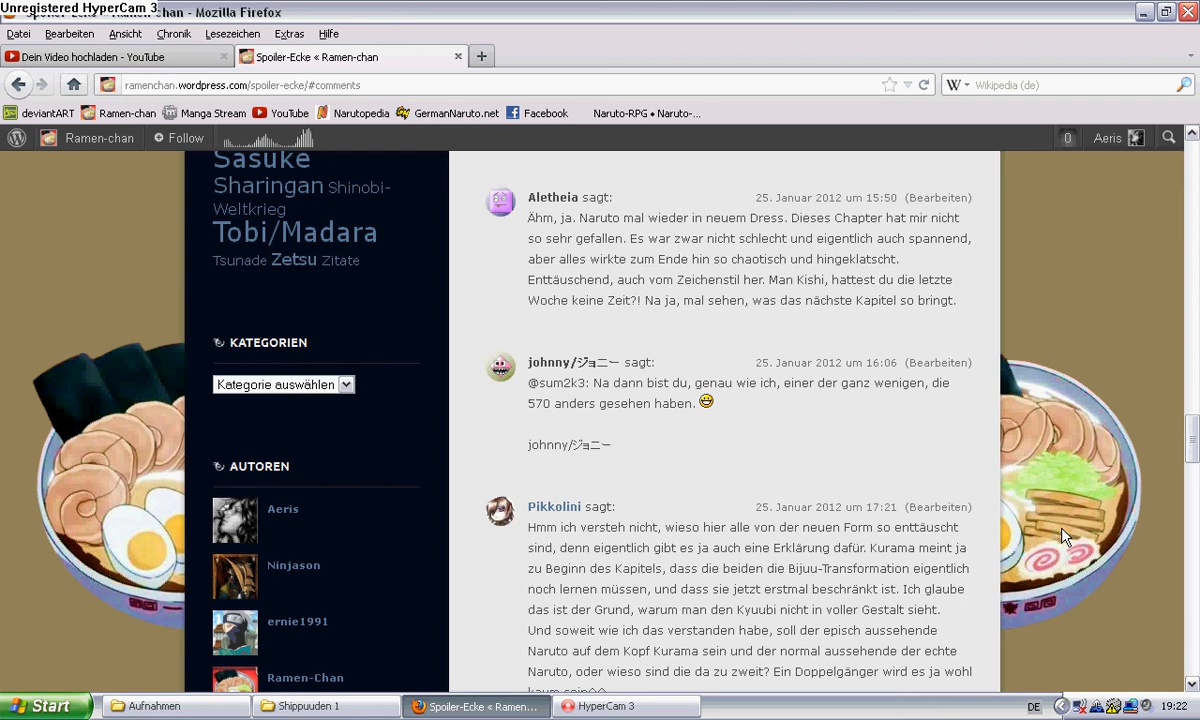 Unregistered HyperCam 3
-chan - Mozilla Firefox
Datei Bearbeiten Ansicht Chronik Lesezeichen Extras Hilfe
Dein Video hochladen - YouTube
Spoiler-Ecke « Ramen-chan
ramenchan.wordpress.com/spoiler-ecke/#comments
Wikipedia (de)
deviantART Ramen-chan Manga Stream YouTube Narutopedia GermanNaruto.net Facebook Naruto-RPG • Naruto-...
Ramen-chan Follow
0 Aeris
Sasuke
Sharingan Shinobi-
Weltkrieg
Tobi/Madara
Tsunade Zetsu Zitate
KATEGORIEN
Kategorie auswählen
AUTOREN
Aeris
Ninjason
ernie1991
Ramen-Chan
Aletheia sagt: 25. Januar 2012 um 15:50 (Bearbeiten)
Ähm, ja. Naruto mal wieder in neuem Dress. Dieses Chapter hat mir nicht
so sehr gefallen. Es war zwar nicht schlecht und eigentlich auch spannend,
aber alles wirkte zum Ende hin so chaotisch und hingeklatscht.
Enttäuschend, auch vom Zeichenstil her. Man Kishi, hattest du die letzte
Woche keine Zeit?! Na ja, mal sehen, was das nächste Kapitel so bringt.
johnny/ジョニー sagt: 25. Januar 2012 um 16:06 (Bearbeiten)
@sum2k3: Na dann bist du, genau wie ich, einer der ganz wenigen, die
570 anders gesehen haben.
johnny/ジョニー
Pikkolini sagt: 25. Januar 2012 um 17:21 (Bearbeiten)
Hmm ich versteh nicht, wieso hier alle von der neuen Form so enttäuscht
sind, denn eigentlich gibt es ja auch eine Erklärung dafür. Kurama meint ja
zu Beginn des Kapitels, dass die beiden die Bijuu-Transformation eigentlich
noch lernen müssen, und dass sie jetzt erstmal beschränkt ist. Ich glaube
das ist der Grund, warum man den Kyuubi nicht in voller Gestalt sieht.
Und soweit wie ich das verstanden habe, soll der episch aussehende
Naruto auf dem Kopf Kurama sein und der normal aussehende der echte
Naruto, oder wieso sind die da zu zweit? Ein Doppelgänger wird es ja wohl
kaum sein^^
Start
Aufnahmen
Shippuuden 1
Spoiler-Ecke « Ramen...
HyperCam 3
DE
19:22